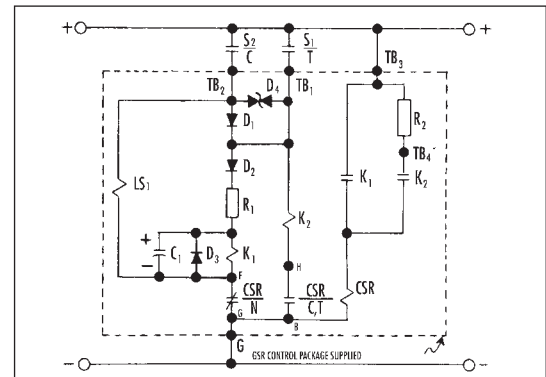 + +
S2 S1
C T
TB2 D4 TB1 TB3
D1 R2
D2 TB4
LS1 K1 K2
R1 K2
+ C1 D3 K1
− H
F CSR CSR CSR
N C,T
G B
G GSR CONTROL PACKAGE SUPPLIED
− −